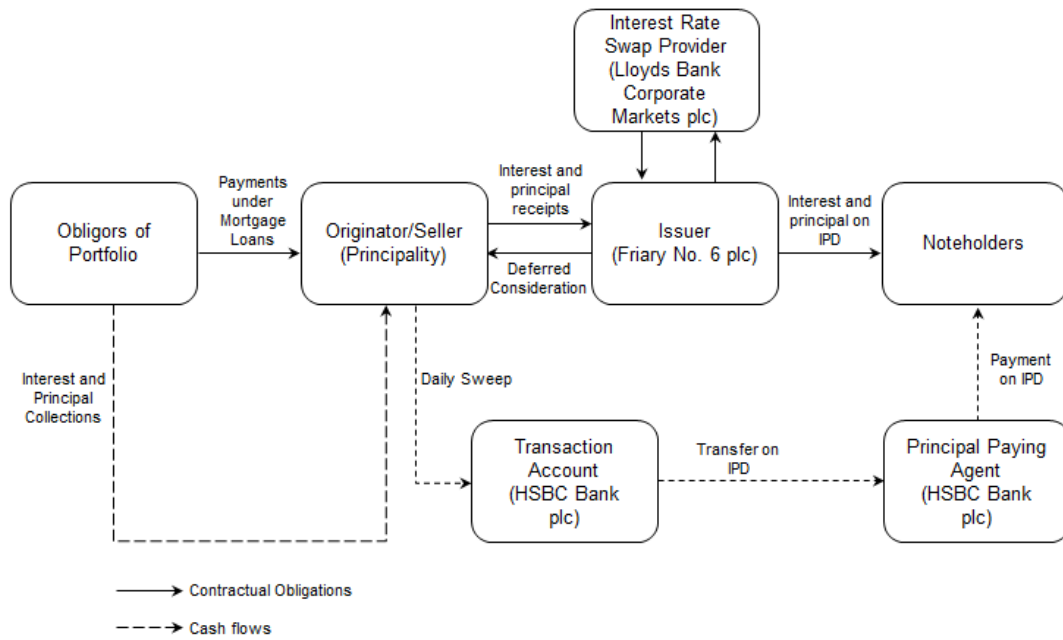 Interest Rate
Swap Provider
(Lloyds Bank
Corporate
Markets plc)
Obligors of
Portfolio
Payments
under
Mortgage
Loans
Originator/Seller
(Principality)
Interest and
principal
receipts
Deferred
Consideration
Issuer
(Friary No. 6 plc)
Interest and
principal on
IPD
Noteholders
Interest and
Principal
Collections
Daily Sweep
Transaction
Account
(HSBC Bank
plc)
Transfer on
IPD
Principal Paying
Agent
(HSBC Bank
plc)
Payment
on IPD
Contractual Obligations
Cash flows